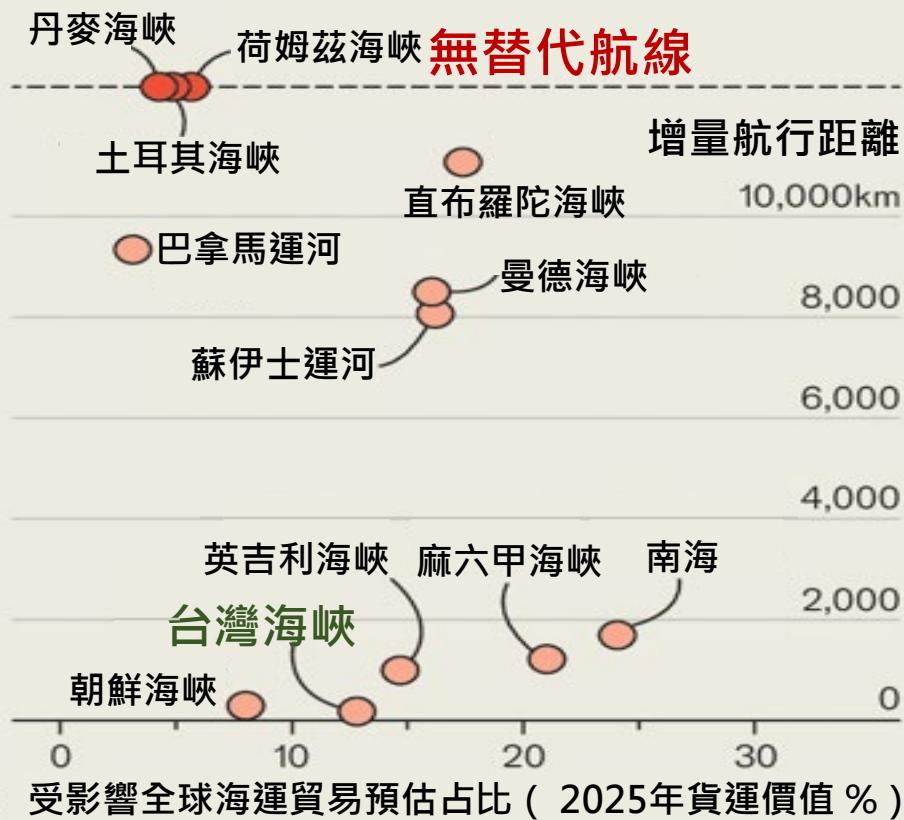 丹麥海峽
荷姆茲海峽 無替代航線
土耳其海峽
增量航行距離
直布羅陀海峽
10,000km
巴拿馬運河
曼德海峽
8,000
蘇伊士運河
6,000
4,000
英吉利海峽 麻六甲海峽 南海
2,000
台灣海峽
朝鮮海峽
0
0 10 20 30
受影響全球海運貿易預估占比（ 2025年貨運價值 %）